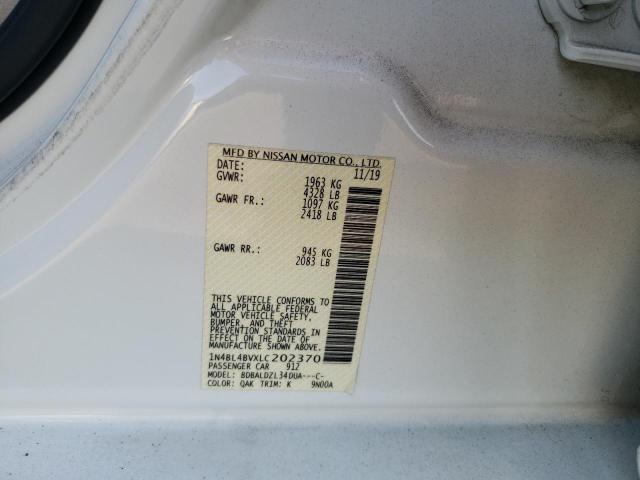 MFD BY NISSAN MOTOR CO., LTD.
DATE: 11/19
GVWR: 1963 KG
4328 LB
GAWR FR.: 1097 KG
2418 LB
GAWR RR.: 945 KG
2083 LB
THIS VEHICLE CONFORMS TO
ALL APPLICABLE FEDERAL
MOTOR VEHICLE SAFETY,
BUMPER, AND THEFT
PREVENTION STANDARDS IN
EFFECT ON THE DATE OF
MANUFACTURE SHOWN ABOVE.
1N4BL4BVXLC202370
PASSENGER CAR 912
MODEL: BDBALDZL34DUA---C-
COLOR: QAK TRIM: K 9N00A